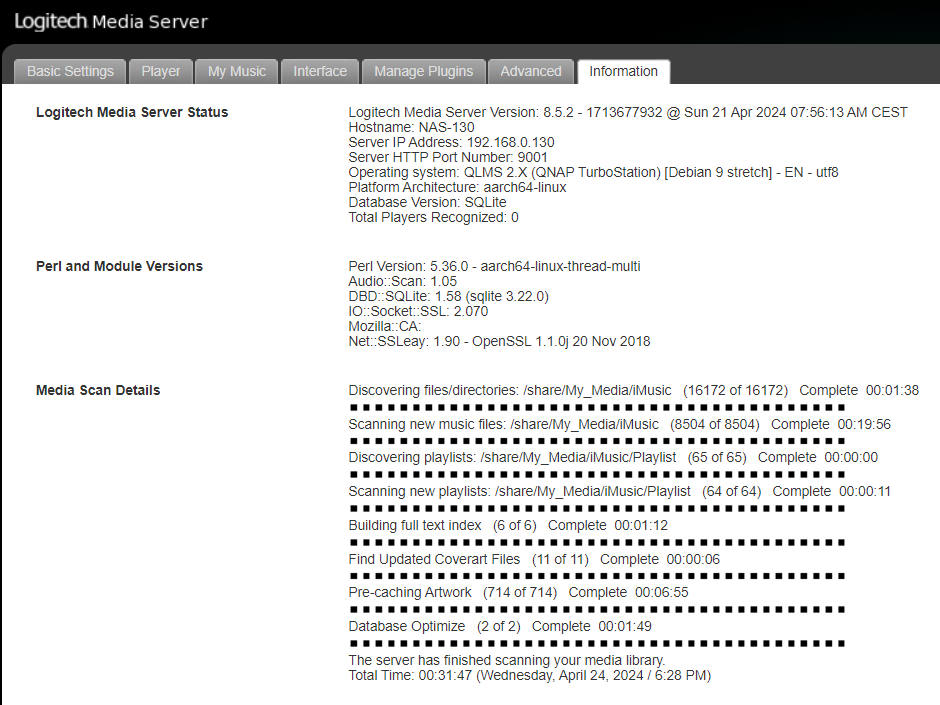 Logitech Media Server
Basic Settings Player My Music Interface Manage Plugins Advanced Information
Logitech Media Server Status
Logitech Media Server Version: 8.5.2 - 1713677932 @ Sun 21 Apr 2024 07:56:13 AM CEST
Hostname: NAS-130
Server IP Address: 192.168.0.130
Server HTTP Port Number: 9001
Operating system: QLMS 2.X (QNAP TurboStation) [Debian 9 stretch] - EN - utf8
Platform Architecture: aarch64-linux
Database Version: SQLite
Total Players Recognized: 0
Perl and Module Versions
Perl Version: 5.36.0 - aarch64-linux-thread-multi
Audio::Scan: 1.05
DBD::SQLite: 1.58 (sqlite 3.22.0)
IO::Socket::SSL: 2.070
Mozilla::CA:
Net::SSLeay: 1.90 - OpenSSL 1.1.0j 20 Nov 2018
Media Scan Details
Discovering files/directories: /share/My_Media/iMusic (16172 of 16172) Complete 00:01:38
Scanning new music files: /share/My_Media/iMusic (8504 of 8504) Complete 00:19:56
Discovering playlists: /share/My_Media/iMusic/Playlist (65 of 65) Complete 00:00:00
Scanning new playlists: /share/My_Media/iMusic/Playlist (64 of 64) Complete 00:00:11
Building full text index (6 of 6) Complete 00:01:12
Find Updated Coverart Files (11 of 11) Complete 00:00:06
Pre-caching Artwork (714 of 714) Complete 00:06:55
Database Optimize (2 of 2) Complete 00:01:49
The server has finished scanning your media library.
Total Time: 00:31:47 (Wednesday, April 24, 2024 / 6:28 PM)